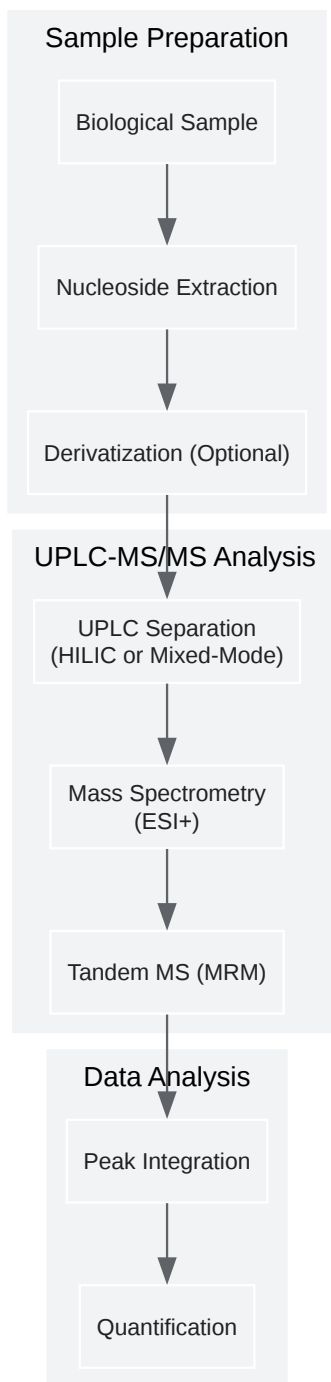 Sample Preparation
Biological Sample
Nucleoside Extraction
Derivatization (Optional)
UPLC-MS/MS Analysis
UPLC Separation
(HILIC or Mixed-Mode)
Mass Spectrometry
(ESI+)
Tandem MS (MRM)
Data Analysis
Peak Integration
Quantification